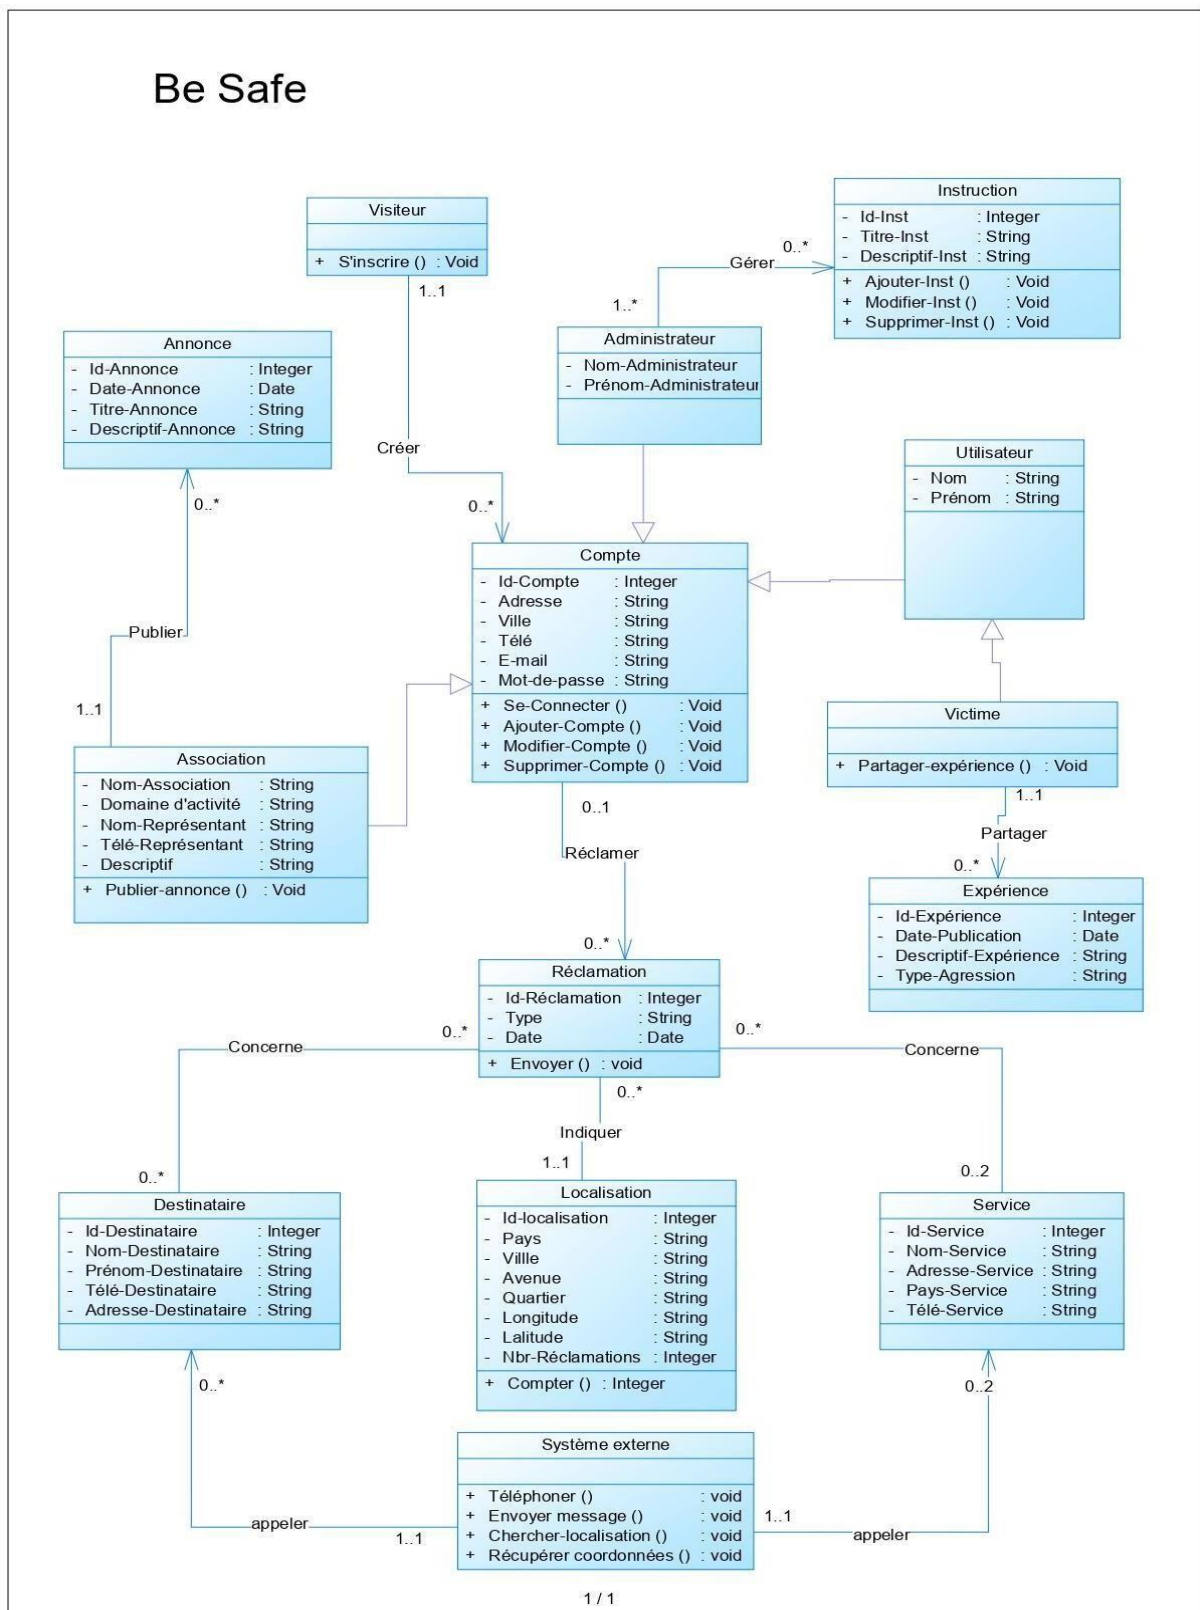 Be Safe
Visiteur
+ S'inscrire () : Void
1..1
Créer
0..*
Instruction
- Id-Inst : Integer
- Titre-Inst : String
- Descriptif-Inst : String
+ Ajouter-Inst () : Void
+ Modifier-Inst () : Void
+ Supprimer-Inst () : Void
0..*
Gérer
1..*
Administrateur
- Nom-Administrateur
- Prénom-Administrateur
Annonce
- Id-Annonce : Integer
- Date-Annonce : Date
- Titre-Annonce : String
- Descriptif-Annonce : String
0..*
Publier
1..1
Utilisateur
- Nom : String
- Prénom : String
Compte
- Id-Compte : Integer
- Adresse : String
- Ville : String
- Télé : String
- E-mail : String
- Mot-de-passe : String
+ Se-Connecter () : Void
+ Ajouter-Compte () : Void
+ Modifier-Compte () : Void
+ Supprimer-Compte () : Void
Association
- Nom-Association : String
- Domaine d'activité : String
- Nom-Représentant : String
- Télé-Représentant : String
- Descriptif : String
+ Publier-annonce () : Void
Victime
+ Partager-expérience () : Void
1..1
Partager
0..*
Expérience
- Id-Expérience : Integer
- Date-Publication : Date
- Descriptif-Expérience : String
- Type-Agression : String
0..1
Réclamer
0..*
Réclamation
- Id-Réclamation : Integer
- Type : String
- Date : Date
+ Envoyer () : void
0..*
Concerne
0..*
0..*
Concerne
0..2
0..*
Indiquer
1..1
Destinataire
- Id-Destinataire : Integer
- Nom-Destinataire : String
- Prénom-Destinataire : String
- Télé-Destinataire : String
- Adresse-Destinataire : String
Localisation
- Id-localisation : Integer
- Pays : String
- Villle : String
- Avenue : String
- Quartier : String
- Longitude : String
- Lalitude : String
- Nbr-Réclamations : Integer
+ Compter () : Integer
Service
- Id-Service : Integer
- Nom-Service : String
- Adresse-Service : String
- Pays-Service : String
- Télé-Service : String
0..*
appeler
1..1
Système externe
+ Téléphoner () : void
+ Envoyer message () : void
+ Chercher-localisation () : void
+ Récupérer coordonnées () : void
1..1
appeler
0..2
1 / 1